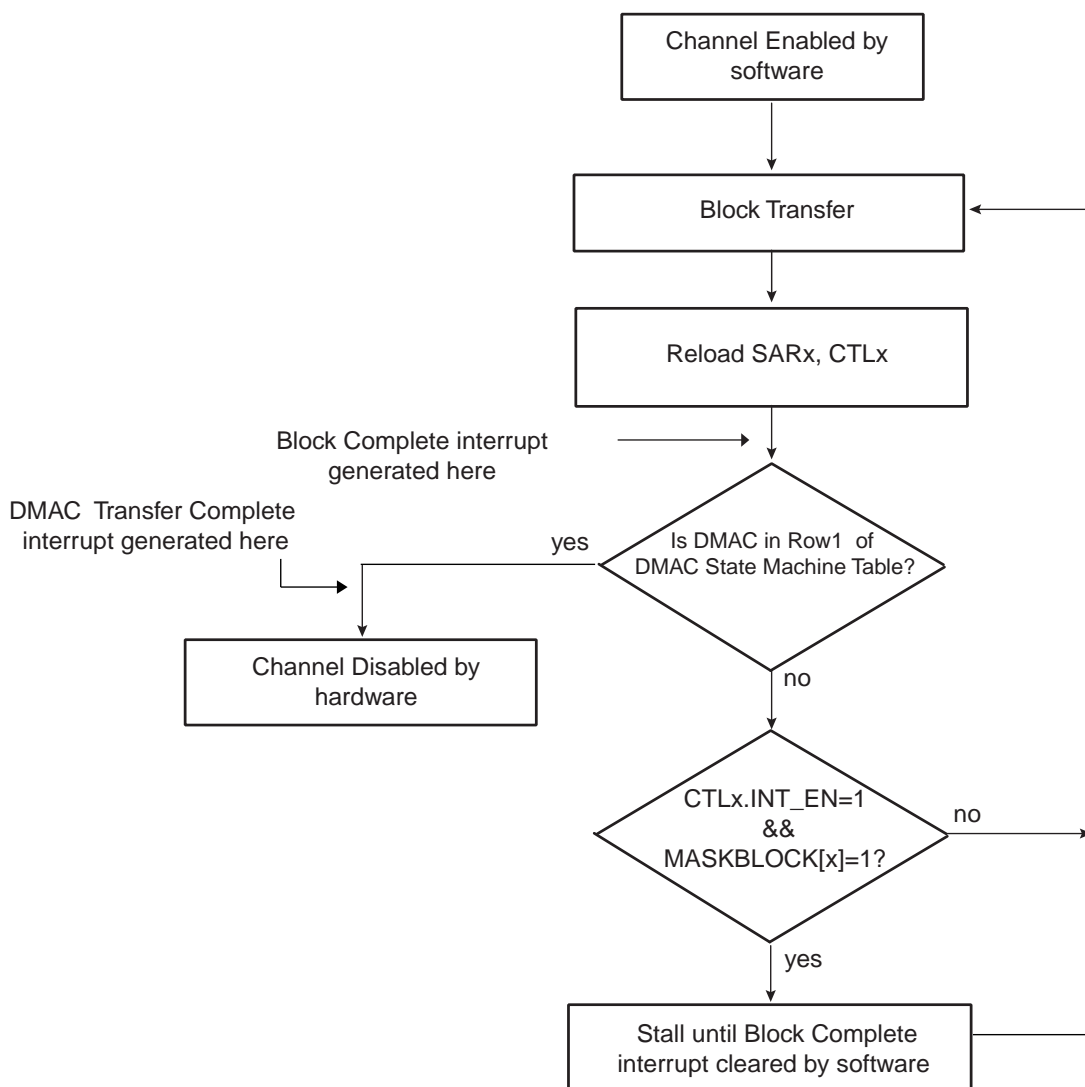 Channel Enabled by
software
Block Transfer
Reload SARx, CTLx
Block Complete interrupt
generated here
DMAC Transfer Complete
interrupt generated here
yes
Is DMAC in Row1 of
DMAC State Machine Table?
Channel Disabled by
hardware
no
CTLx.INT_EN=1
&&
MASKBLOCK[x]=1?
no
yes
Stall until Block Complete
interrupt cleared by software